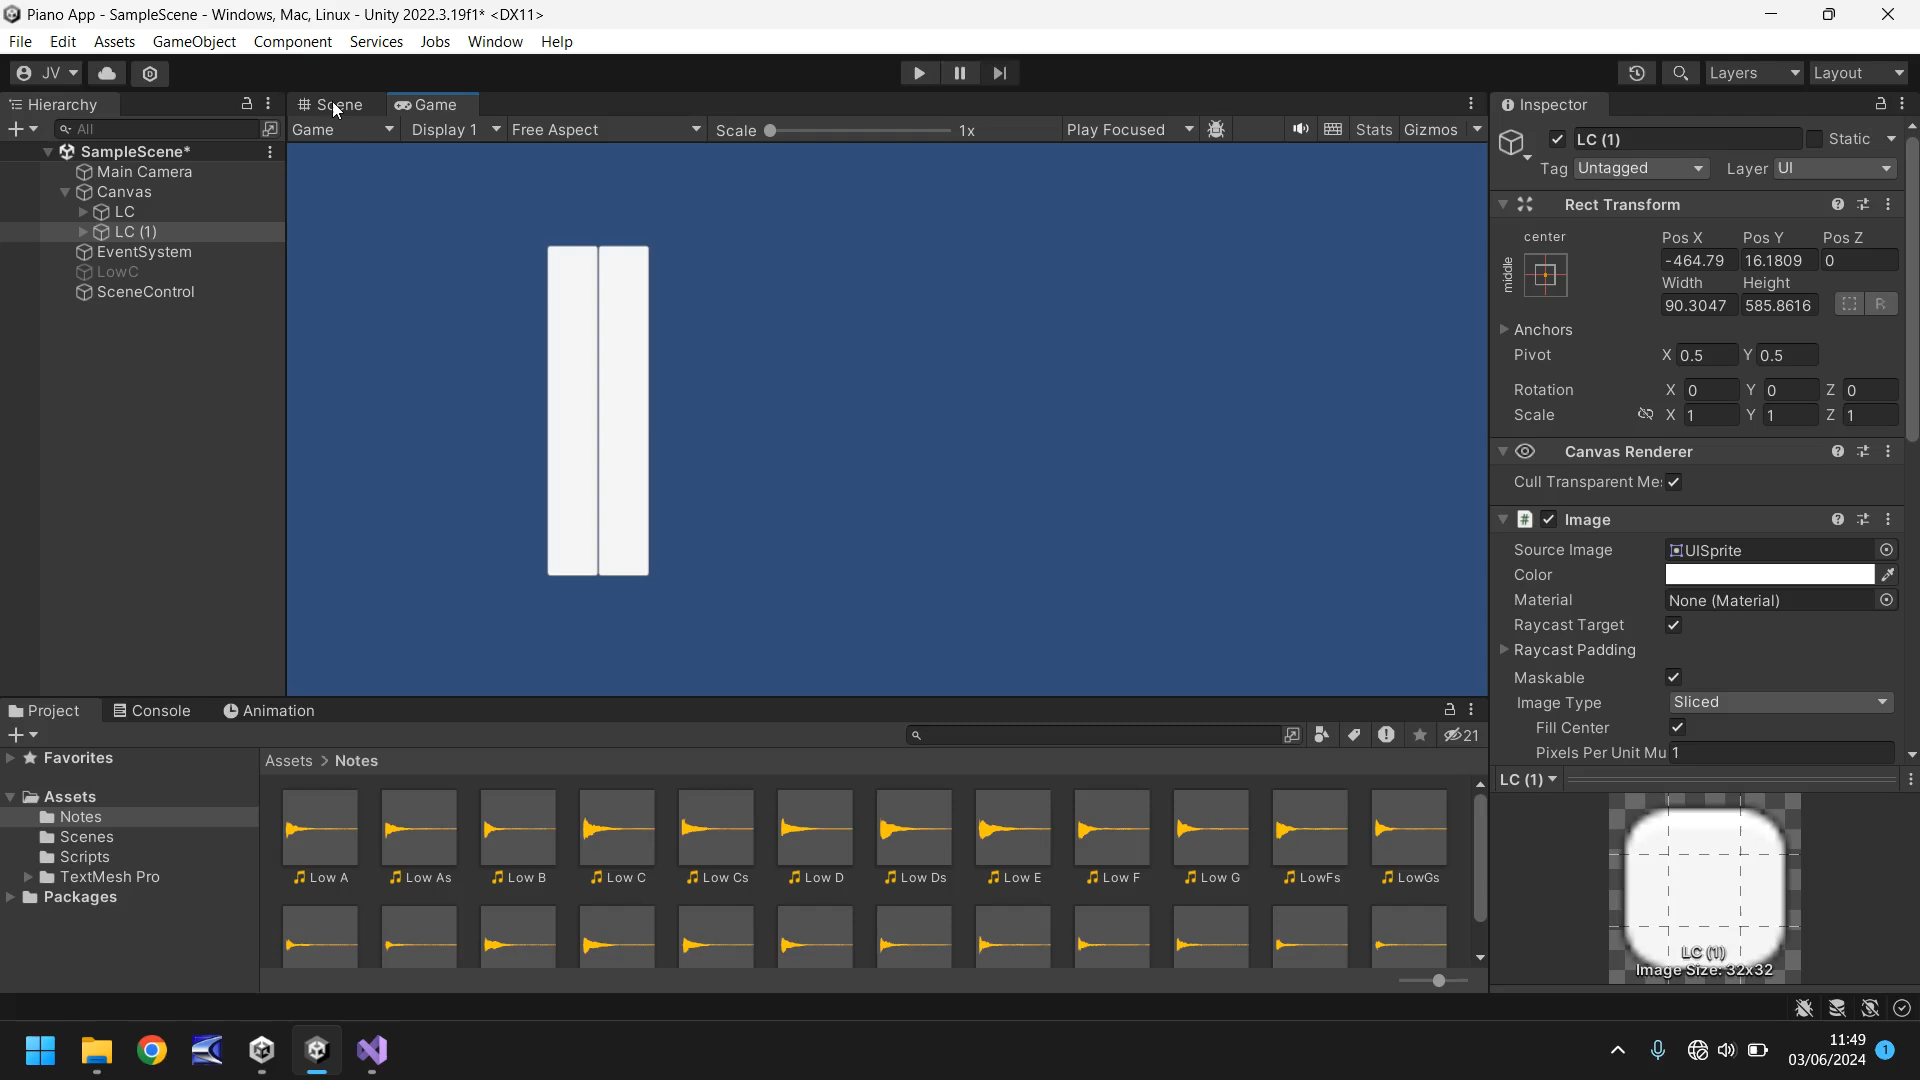 Piano App - SampleScene - Windows, Mac, Linux - Unity 2022.3.19f1* <DX11>
File Edit Assets GameObject Component Services Jobs Window Help
JV Layers Layout
Hierarchy Scene Game Inspector
All Game Display 1 Free Aspect Scale 1x Play Focused Stats Gizmos
LC (1) Static
SampleScene*
Tag Untagged Layer UI
Main Camera
Canvas
LC
LC (1)
EventSystem
LowC
SceneControl
Rect Transform
center Pos X Pos Y Pos Z
middle -464.79 16.1809 0
Width Height
90.3047 585.8616 R
Anchors
Pivot X 0.5 Y 0.5
Rotation X 0 Y 0 Z 0
Scale X 1 Y 1 Z 1
Canvas Renderer
Cull Transparent Me:
# Image
Source Image UISprite
Color
Material None (Material)
Raycast Target
Raycast Padding
Maskable
Image Type Sliced
Fill Center
Pixels Per Unit Mu 1
LC (1)
LC (1)
Image Size: 32x32
Project Console Animation
21
Favorites
Assets > Notes
Assets
Notes
Scenes
Scripts
TextMesh Pro
Packages
Low A Low As Low B Low C Low Cs Low D Low Ds Low E Low F Low G LowFs LowGs
11:49
03/06/2024 1